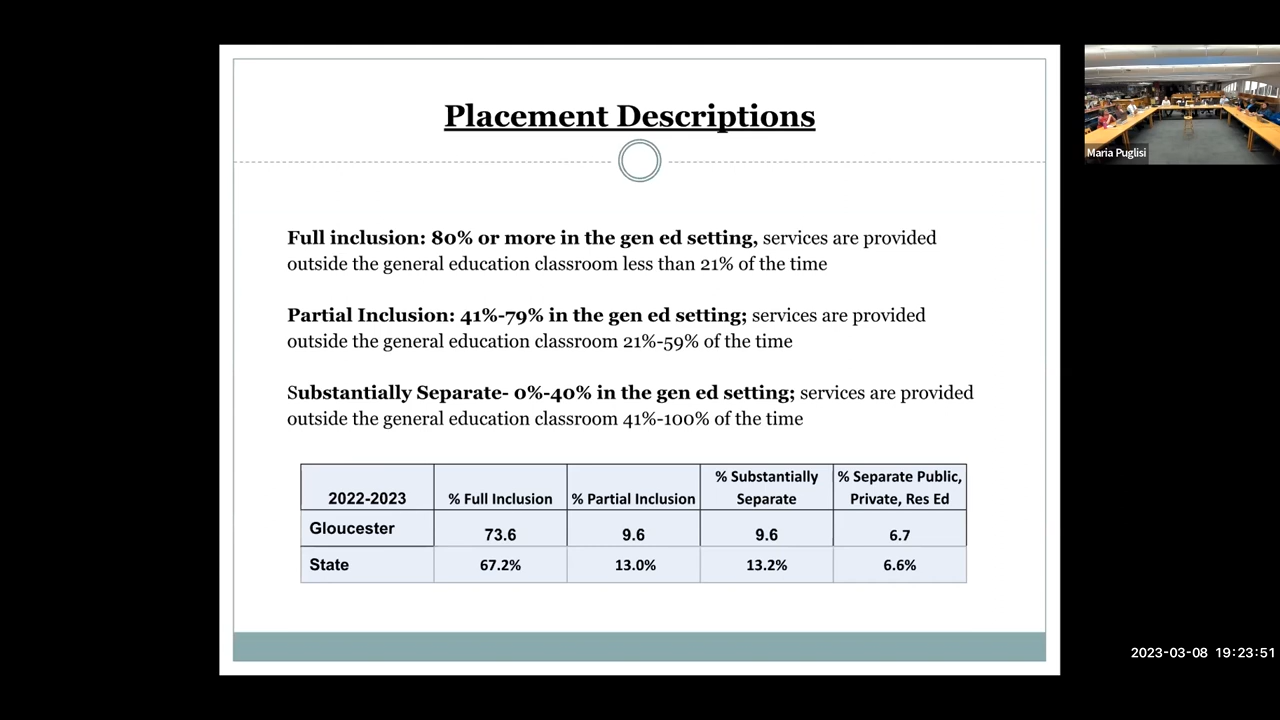 Placement Descriptions
Full inclusion: 80% or more in the gen ed setting, services are provided
outside the general education classroom less than 21% of the time
Partial Inclusion: 41%-79% in the gen ed setting; services are provided
outside the general education classroom 21%-59% of the time
Substantially Separate- 0%-40% in the gen ed setting; services are provided
outside the general education classroom 41%-100% of the time
2022-2023 % Full Inclusion % Partial Inclusion % Substantially Separate % Separate Public, Private, Res Ed
Gloucester 73.6 9.6 9.6 6.7
State 67.2% 13.0% 13.2% 6.6%
Maria Puglisi
2023-03-08 19:23:51